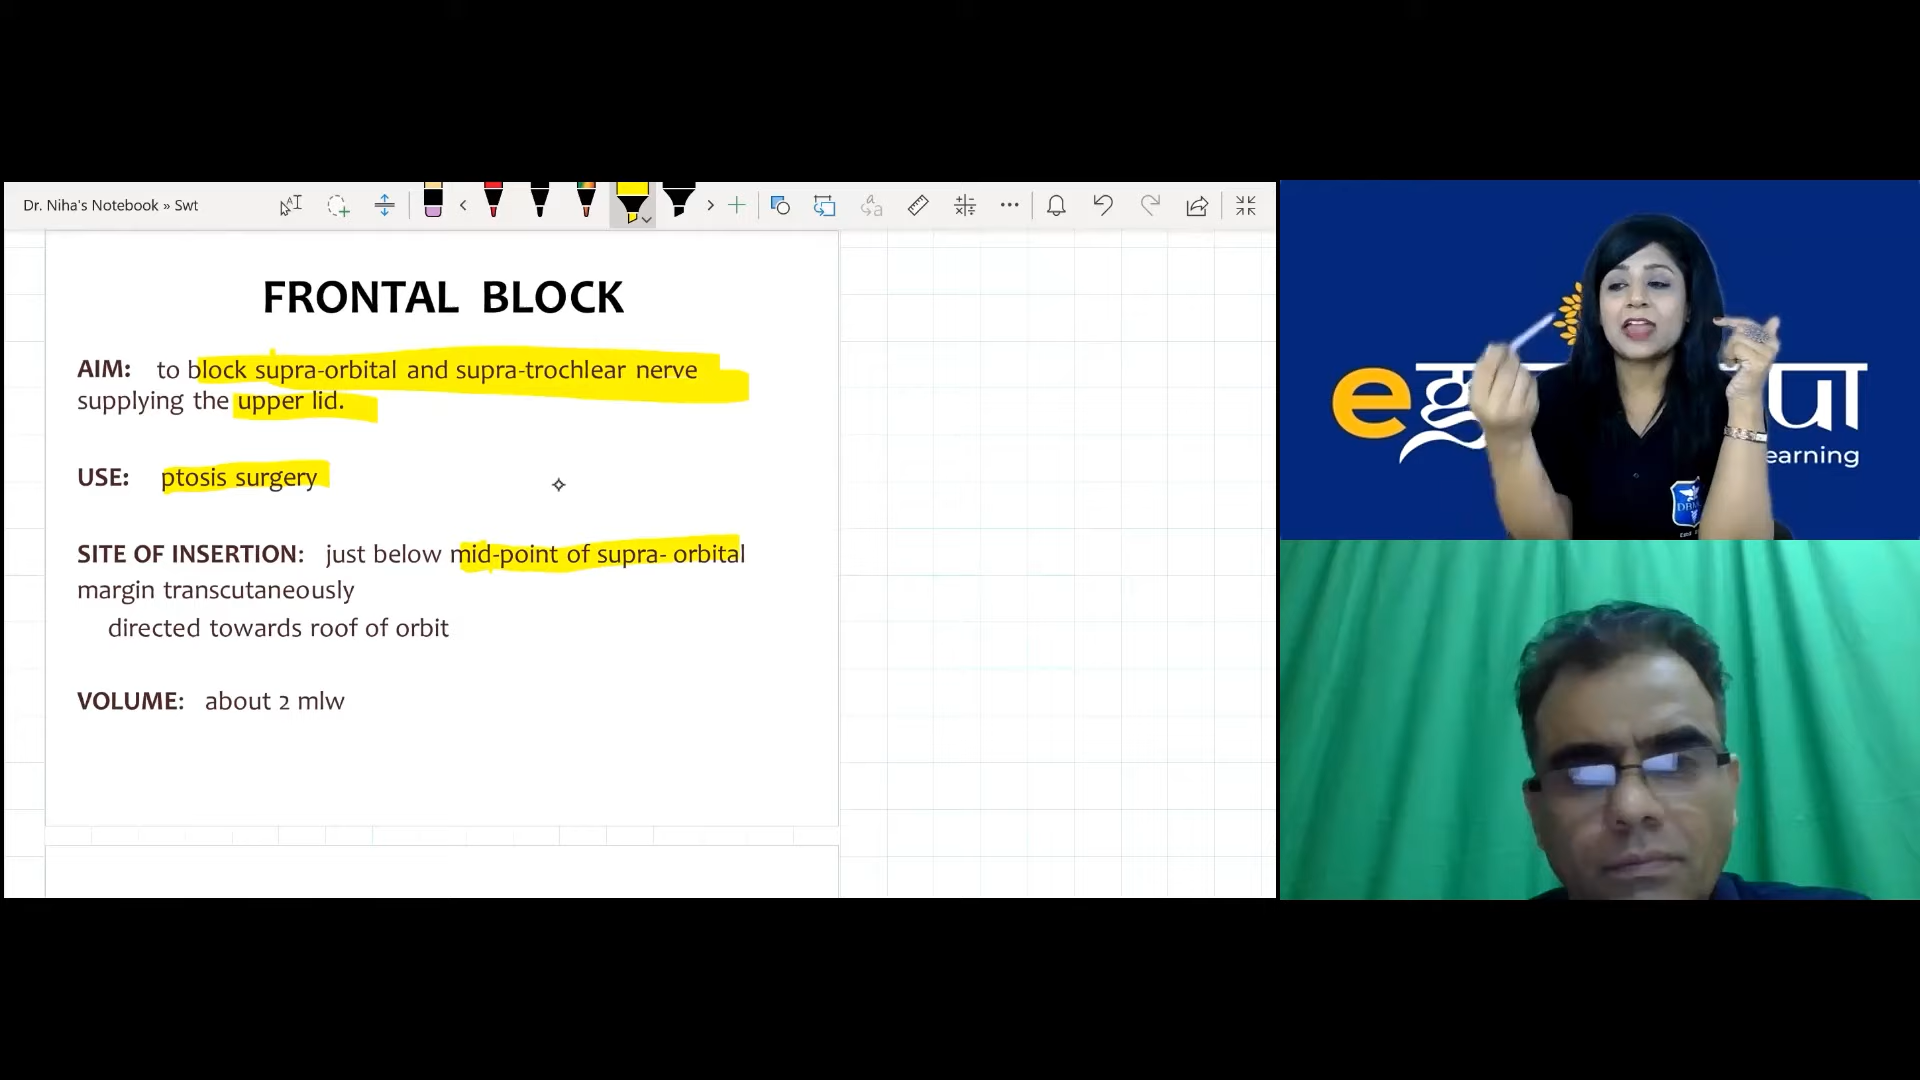 Dr. Niha's Notebook » Swt
FRONTAL BLOCK
AIM: to block supra-orbital and supra-trochlear nerve
supplying the upper lid.
USE: ptosis surgery
SITE OF INSERTION: just below mid-point of supra- orbital
margin transcutaneously
directed towards roof of orbit
VOLUME: about 2 mlw
e
earning